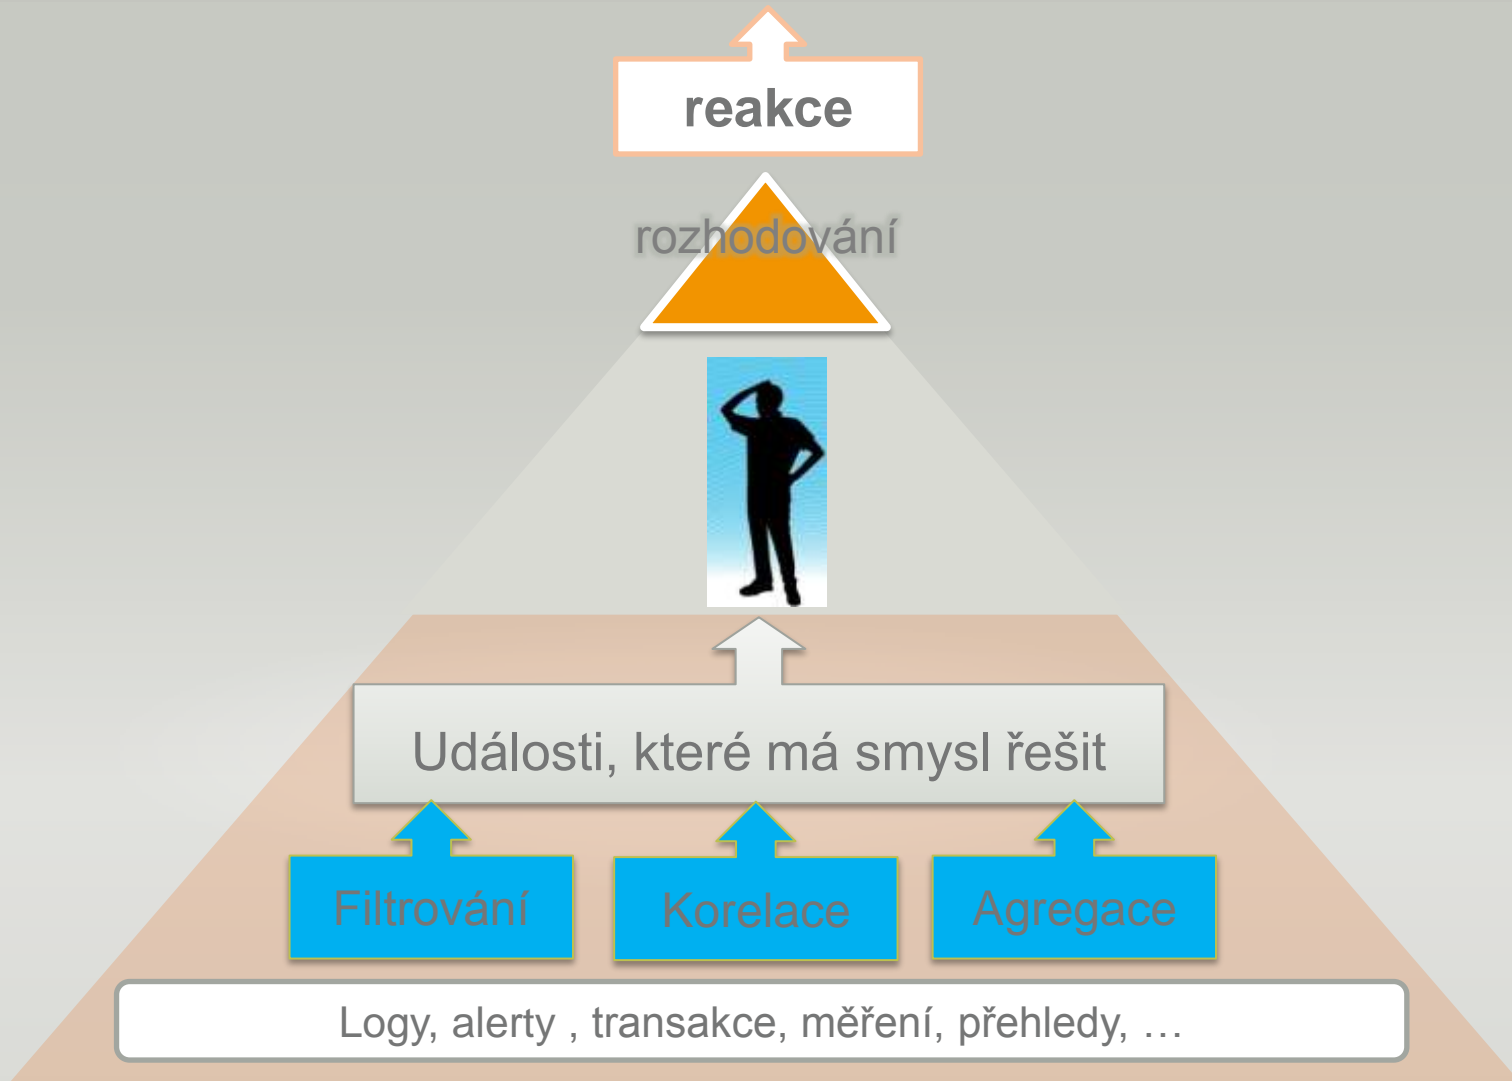 reakce
rozhodování
Události, které má smysl řešit
Filtrování
Korelace
Agregace
Logy, alerty , transakce, měření, přehledy, …